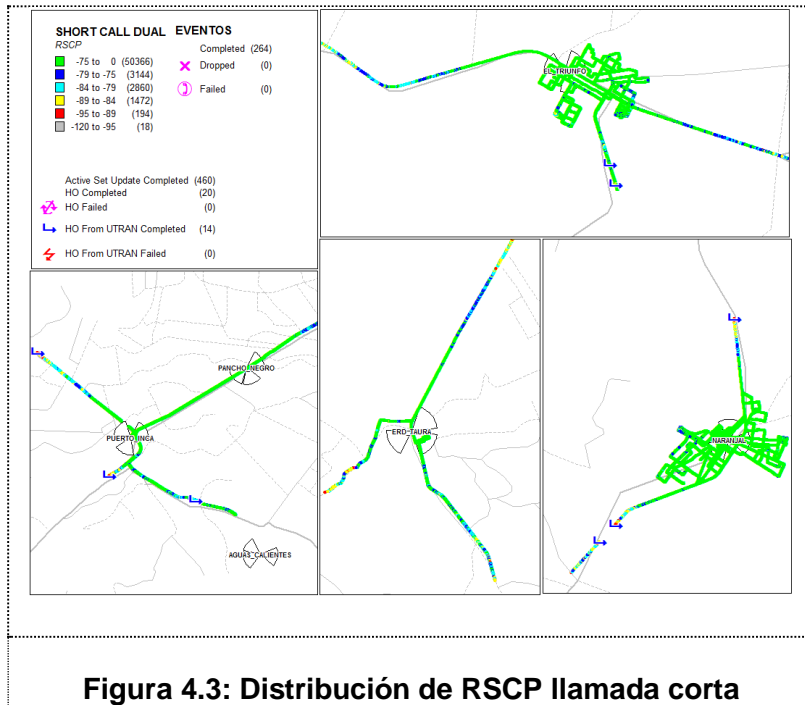 SHORT CALL DUAL EVENTOS
RSCP
Completed (264)
-75 to 0 (50366)
Dropped (0)
-79 to -75 (3144)
-84 to -79 (2860)
Failed (0)
-89 to -84 (1472)
-95 to -89 (194)
-120 to -95 (18)
Active Set Update Completed (460)
HO Completed (20)
HO Failed (0)
HO From UTRAN Completed (14)
HO From UTRAN Failed (0)
EL_TRIUNFO
PANCHO_NEGRO
PUERTO_INCA
AGUAS_CALIENTES
ERD_TAURA
NARANJAL
Figura 4.3: Distribución de RSCP llamada corta